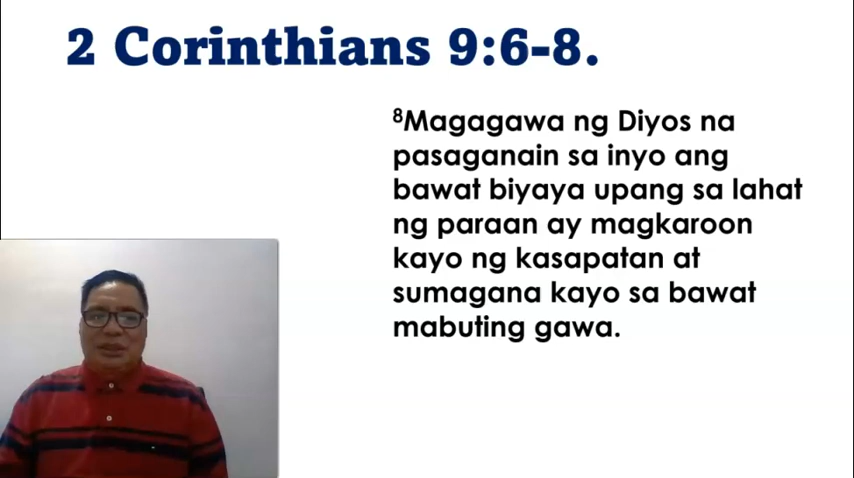 2 Corinthians 9:6-8.
⁸Magagawa ng Diyos na
pasaganain sa inyo ang
bawat biyaya upang sa lahat
ng paraan ay magkaroon
kayo ng kasapatan at
sumagana kayo sa bawat
mabuting gawa.